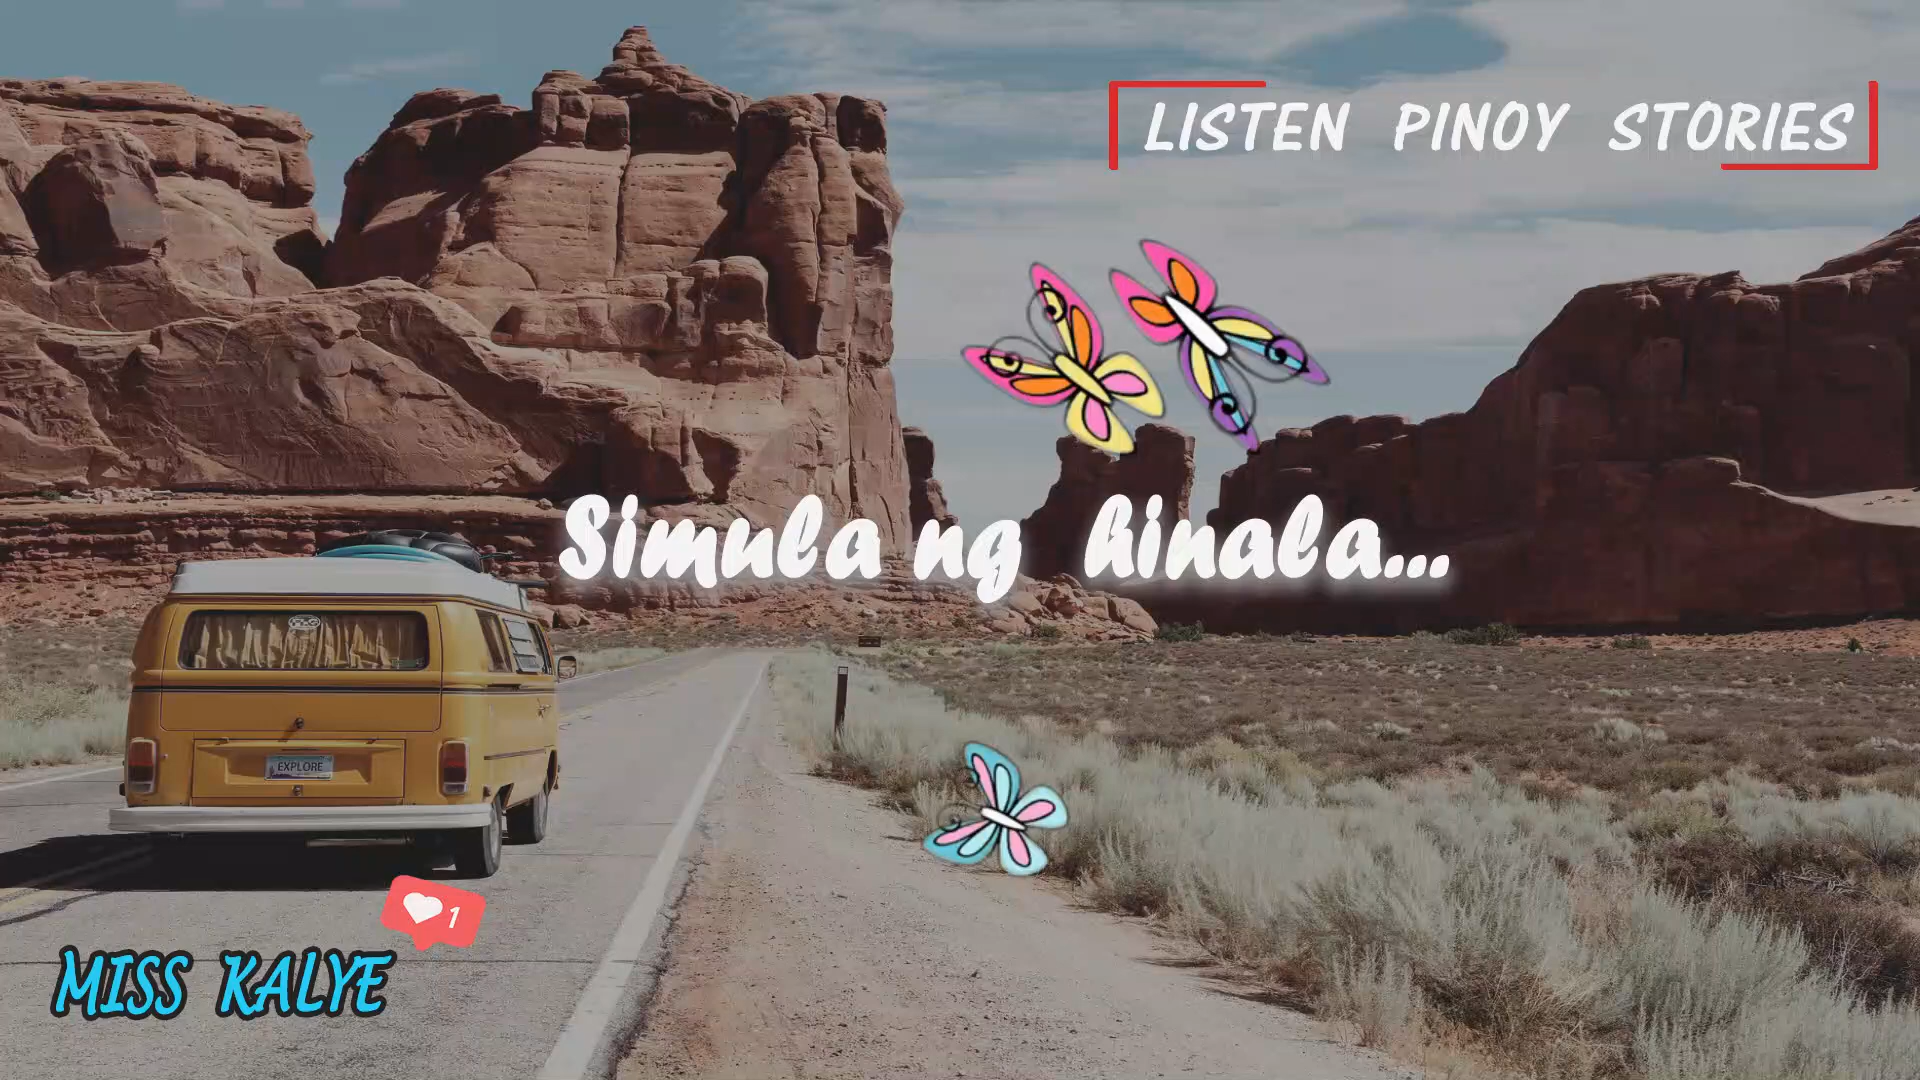 LISTEN PINOY STORIES
Simula ng hinala...
EXPLORE
1
MISS KALYE